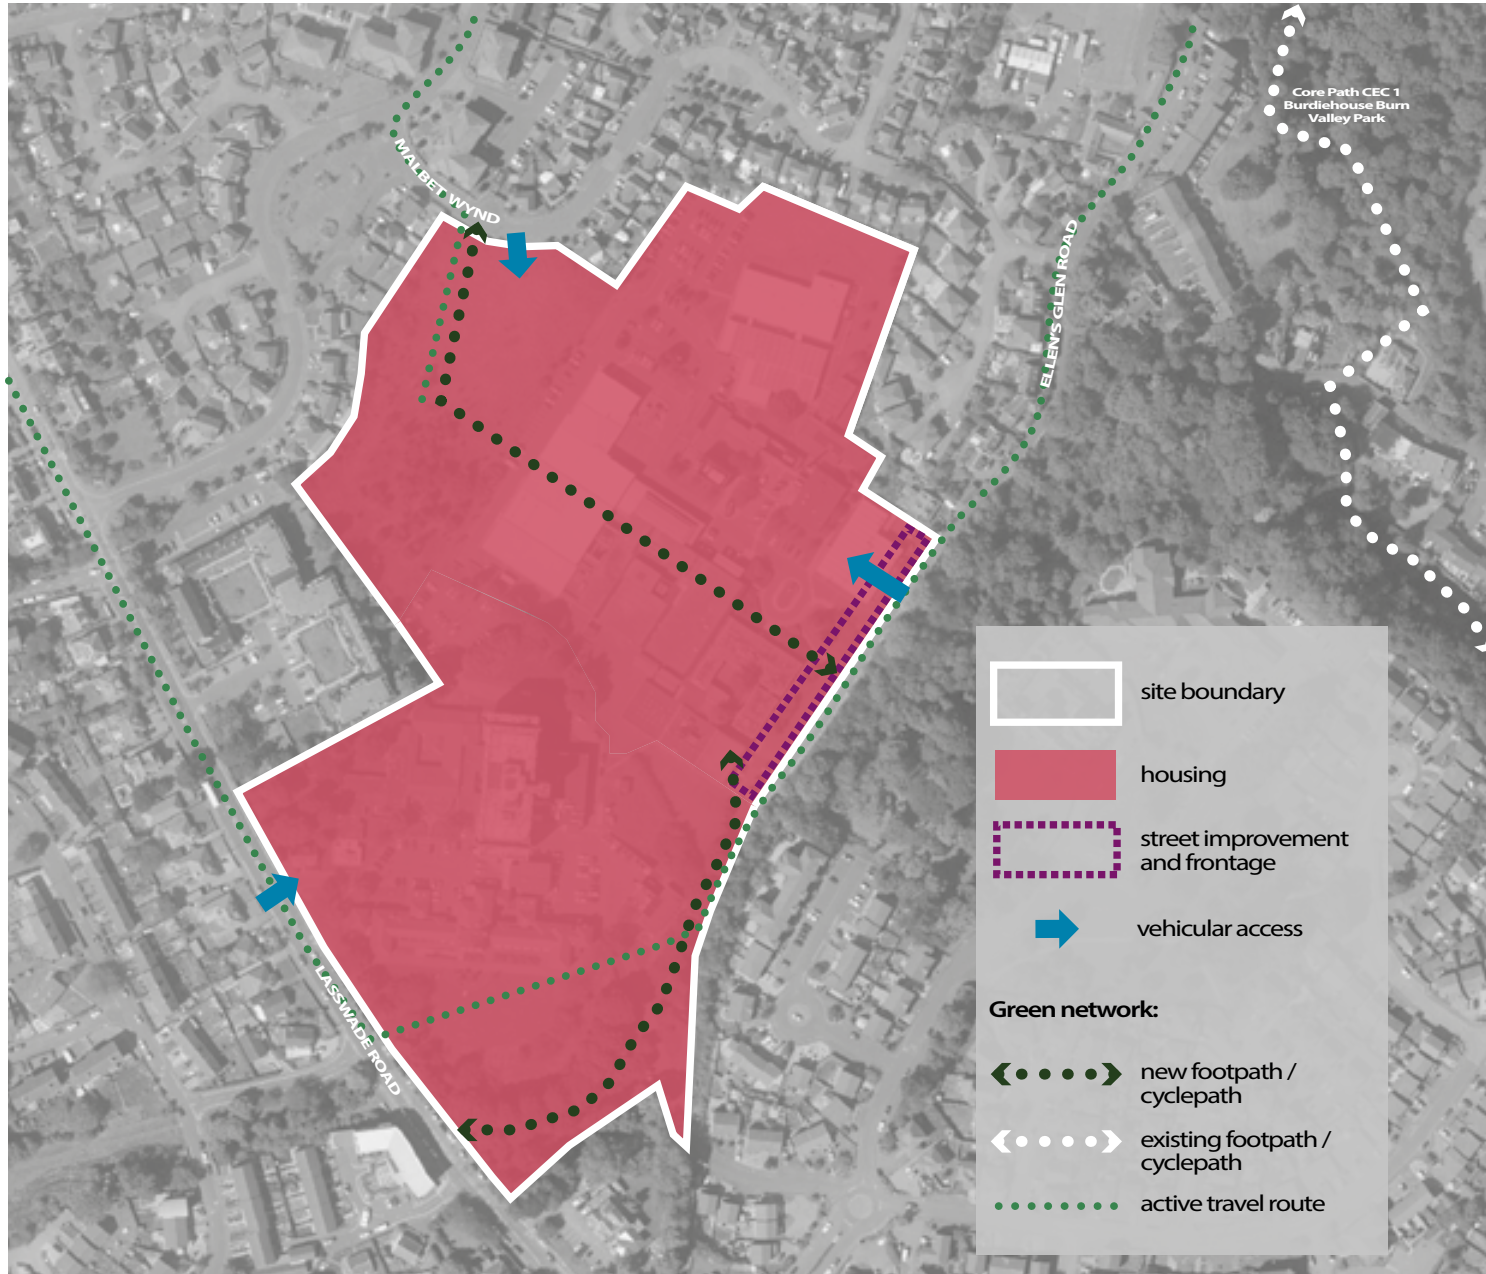 Core Path CEC 1
Burdiehouse Burn
Valley Park
MALBET WYND
ELLEN'S GLEN ROAD
LASSWADE ROAD
site boundary
housing
street improvement
and frontage
vehicular access
Green network:
new footpath /
cyclepath
existing footpath /
cyclepath
active travel route